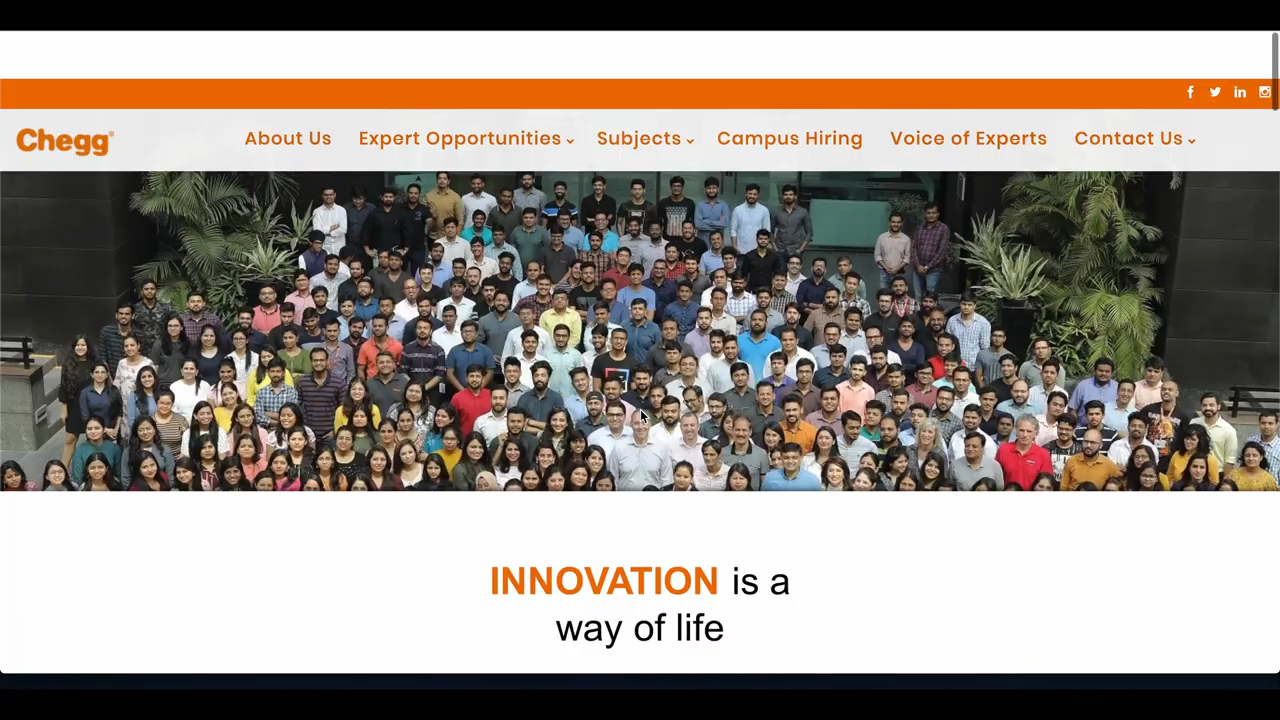 Chegg®
About Us Expert Opportunities Subjects Campus Hiring Voice of Experts Contact Us
INNOVATION is a
way of life